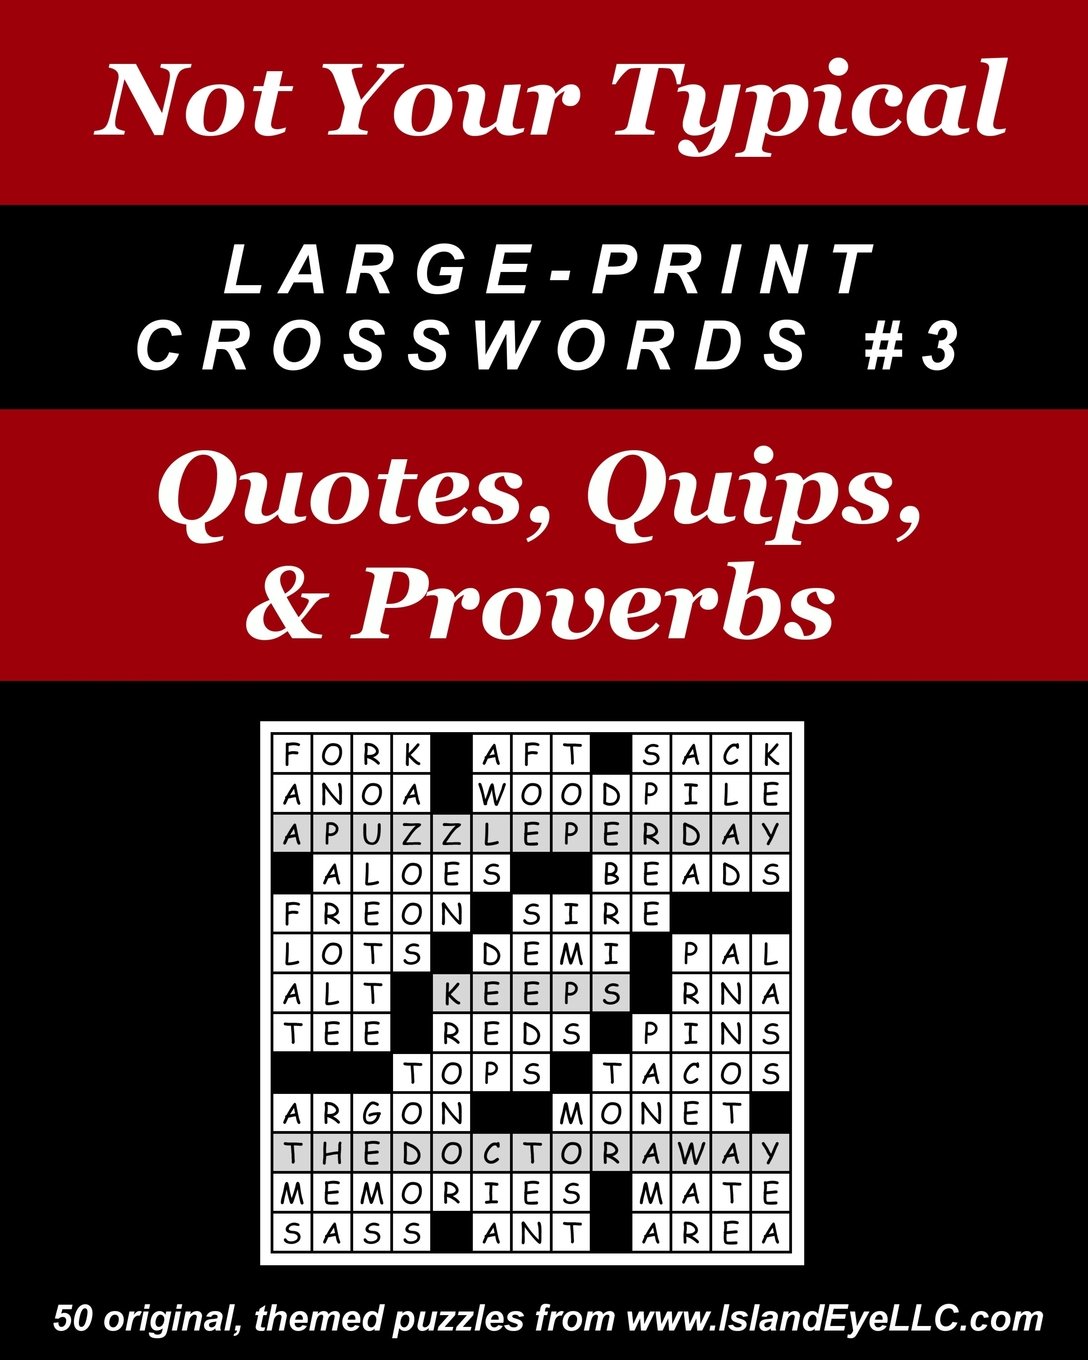 Not Your Typical
LARGE-PRINT
CROSSWORDS #3
Quotes, Quips,
& Proverbs
FORK AFT SACK
ANOA WOODPILE
APUZZLEPERDAY
ALOES BEADS
FREON SIRE
LOTS DEMI PAL
ALT KEEPS RNA
TEE REDS PINS
TOPS TACOS
ARGON MONET
THEDOCTORAWAY
MEMORIES MATE
SASS ANT AREA
50 original, themed puzzles from www.IslandEyeLLC.com